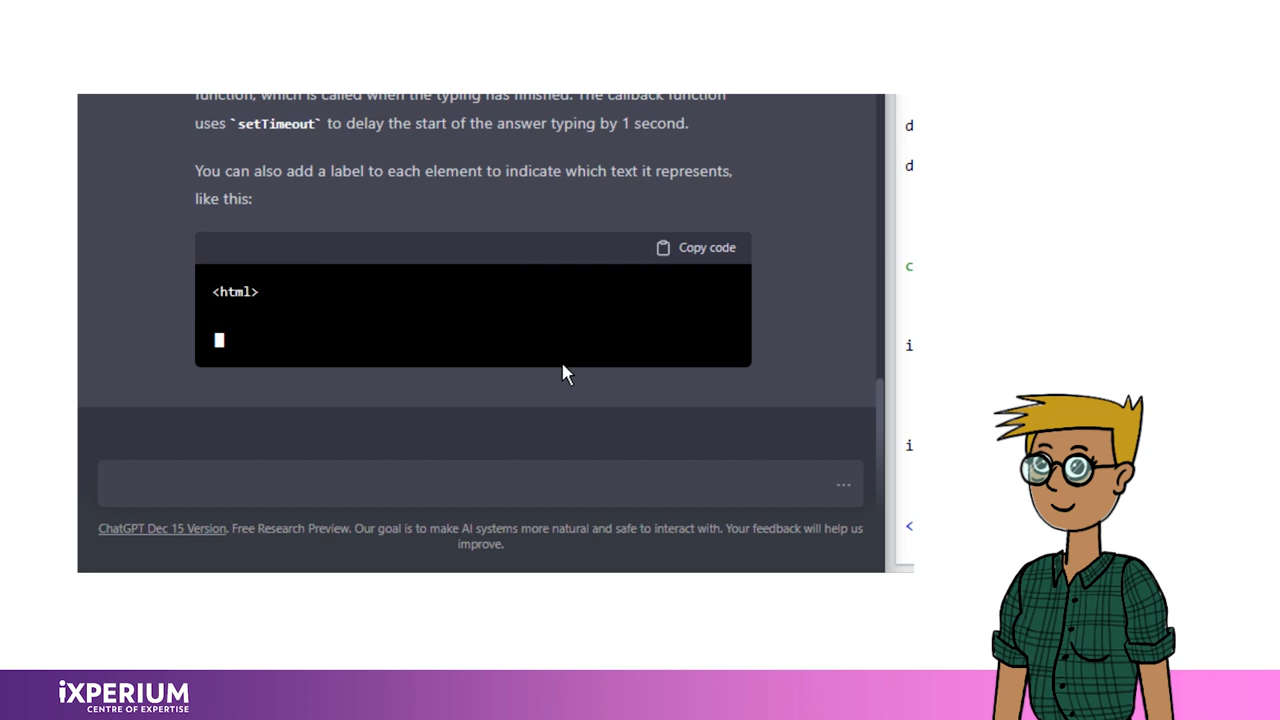 function, which is called when the typing has finished. The callback function
uses `setTimeout` to delay the start of the answer typing by 1 second.
You can also add a label to each element to indicate which text it represents,
like this:
Copy code
<html>
...
ChatGPT Dec 15 Version. Free Research Preview. Our goal is to make AI systems more natural and safe to interact with. Your feedback will help us
improve.
d
d
c
i
i
<
iXPERIUM
CENTRE OF EXPERTISE